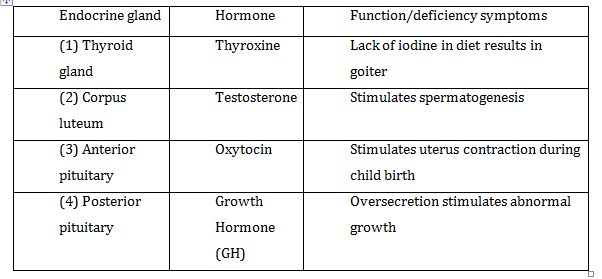 Endocrine gland Hormone Function/deficiency symptoms
(1) Thyroid Thyroxine Lack of iodine in diet results in
gland goiter
(2) Corpus Testosterone Stimulates spermatogenesis
luteum
(3) Anterior Oxytocin Stimulates uterus contraction during
pituitary child birth
(4) Posterior Growth Oversecretion stimulates abnormal
pituitary Hormone growth
(GH)